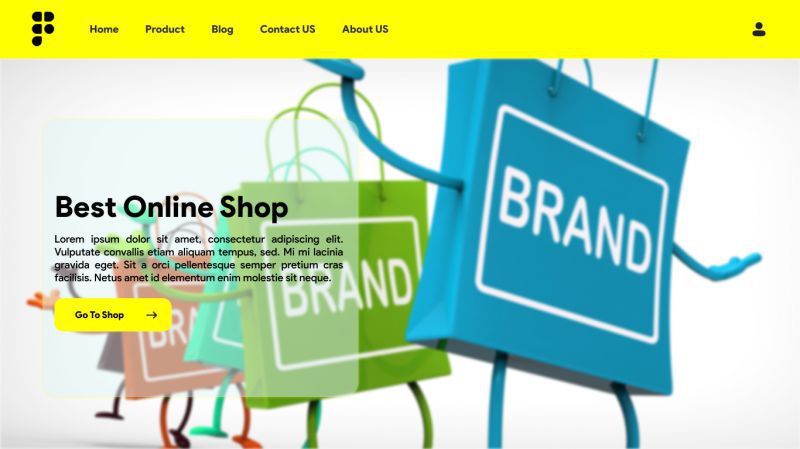 Home Product Blog Contact US About US
BRAND
Best Online Shop
Lorem ipsum dolor sit amet, consectetur adipiscing elit.
Vulputate convallis etiam aliquam tempus, sed. Mi mi lacinia
gravida eget. Sit a orci pellentesque semper pretium cras
facilisis. Netus amet id elementum enim molestie sit neque.
BRAND
Go To Shop